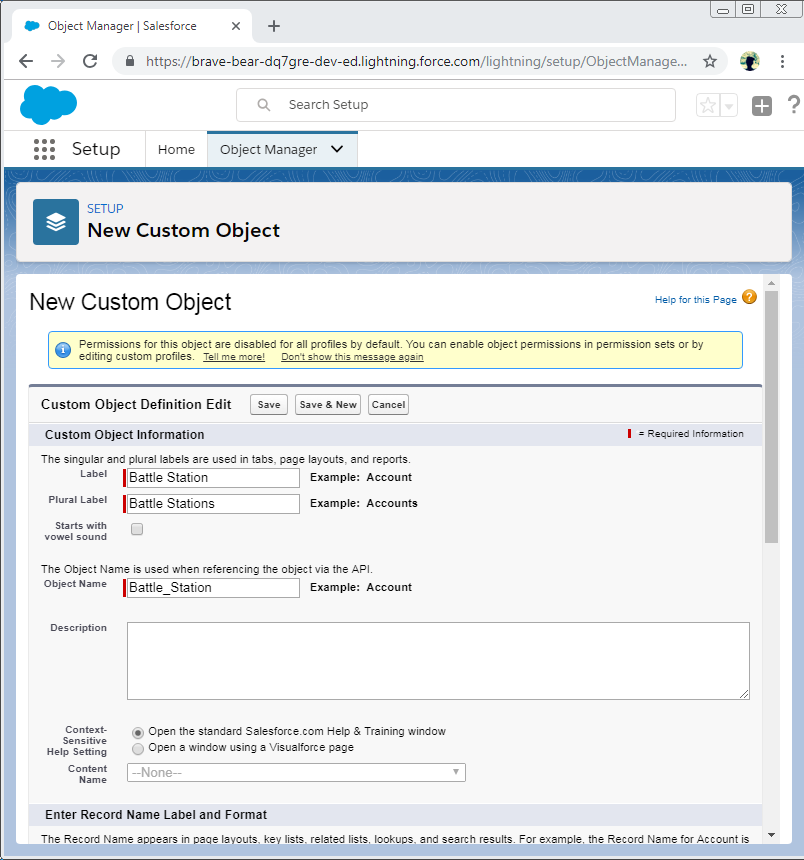 Object Manager | Salesforce
https://brave-bear-dq7gre-dev-ed.lightning.force.com/lightning/setup/ObjectManage...
Search Setup
Setup
Home
Object Manager
SETUP
New Custom Object
New Custom Object
Help for this Page
Permissions for this object are disabled for all profiles by default. You can enable object permissions in permission sets or by
editing custom profiles. Tell me more! Don't show this message again
Custom Object Definition Edit Save Save & New Cancel
Custom Object Information = Required Information
The singular and plural labels are used in tabs, page layouts, and reports.
Label Battle Station Example: Account
Plural Label Battle Stations Example: Accounts
Starts with
vowel sound
The Object Name is used when referencing the object via the API.
Object Name Battle_Station Example: Account
Description
Context-
Sensitive
Help Setting
Open the standard Salesforce.com Help & Training window
Open a window using a Visualforce page
Content
Name
--None--
Enter Record Name Label and Format
The Record Name appears in page layouts, key lists, related lists, lookups, and search results. For example, the Record Name for Account is